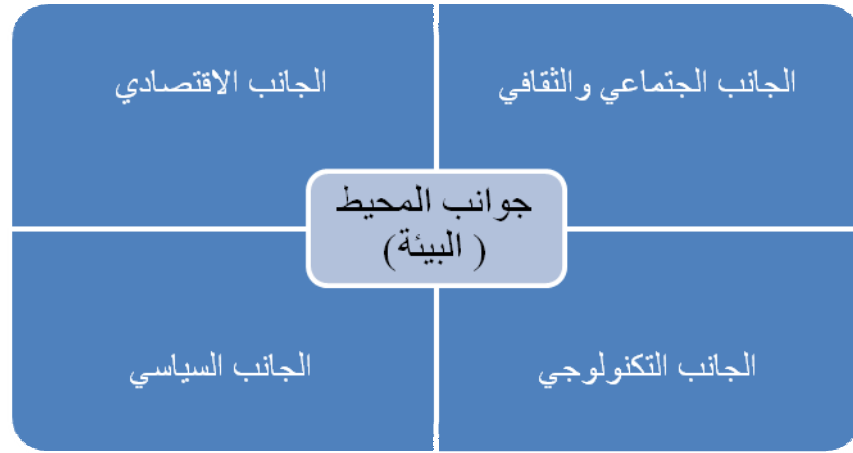 الجانب الجتماعي والثقافي
الجانب الاقتصادي
جوانب المحيط
( البيئة)
الجانب التكنولوجي
الجانب السياسي